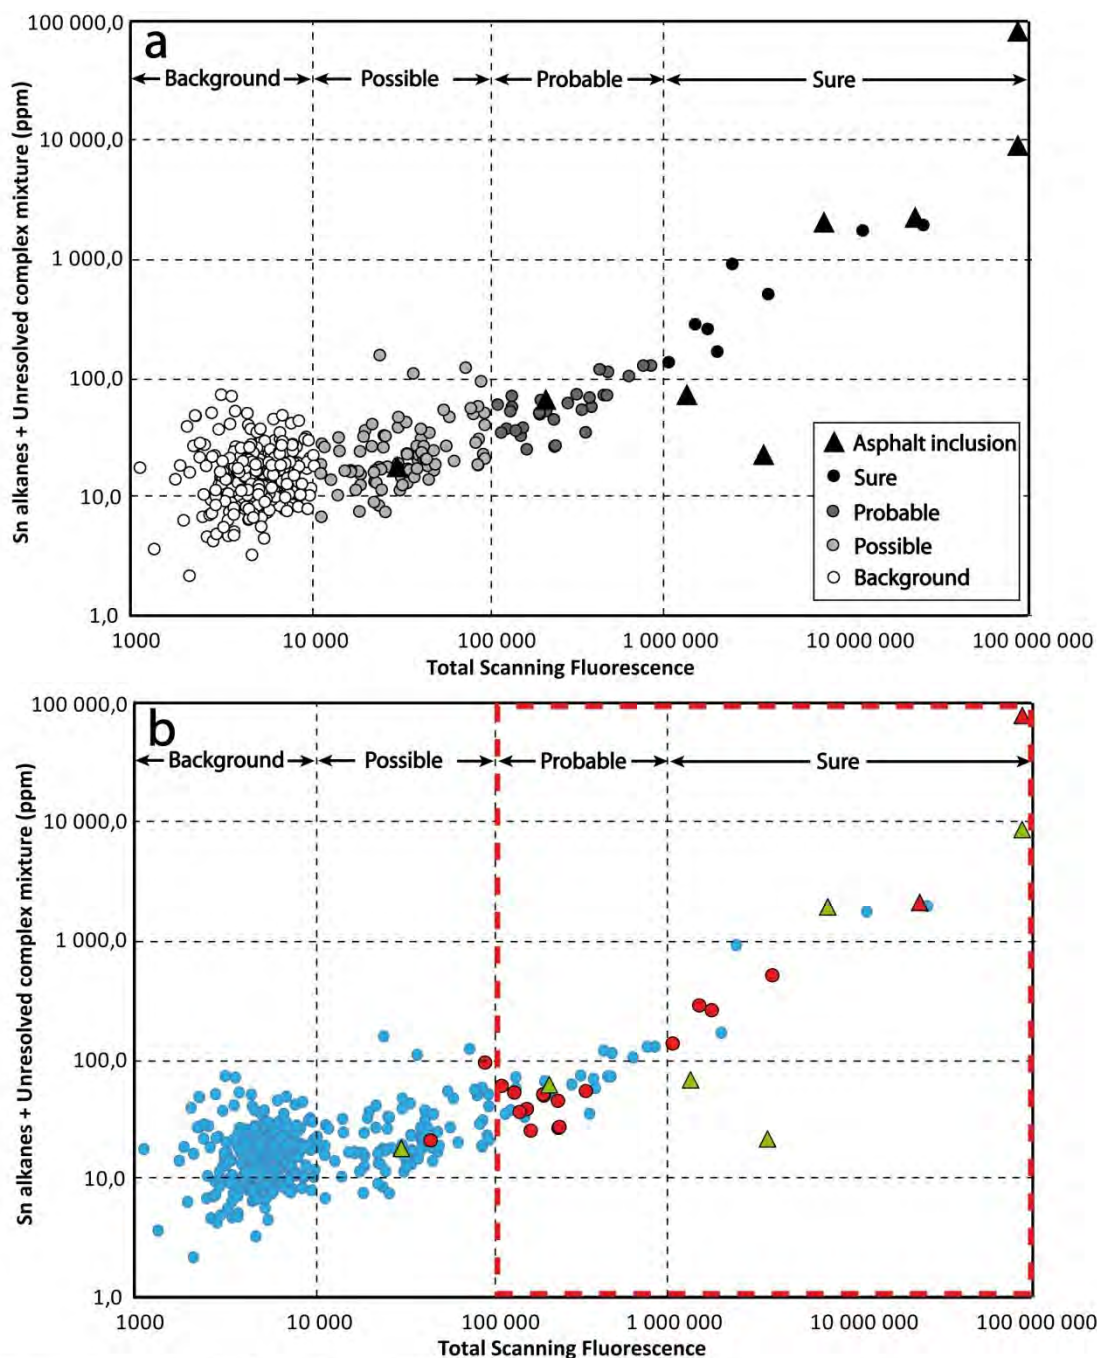 100 000,0
a
Background Possible Probable Sure
10 000,0
1 000,0
100,0
10,0
1,0
Sn alkanes + Unresolved complex mixture (ppm)
Asphalt inclusion
Sure
Probable
Possible
Background
1000 10 000 100 000 1 000 000 10 000 000 100 000 000
Total Scanning Fluorescence
100 000,0
b
Background Possible Probable Sure
10 000,0
1 000,0
100,0
10,0
1,0
Sn alkanes + Unresolved complex mixture (ppm)
1000 10 000 100 000 1 000 000 10 000 000 100 000 000
Total Scanning Fluorescence